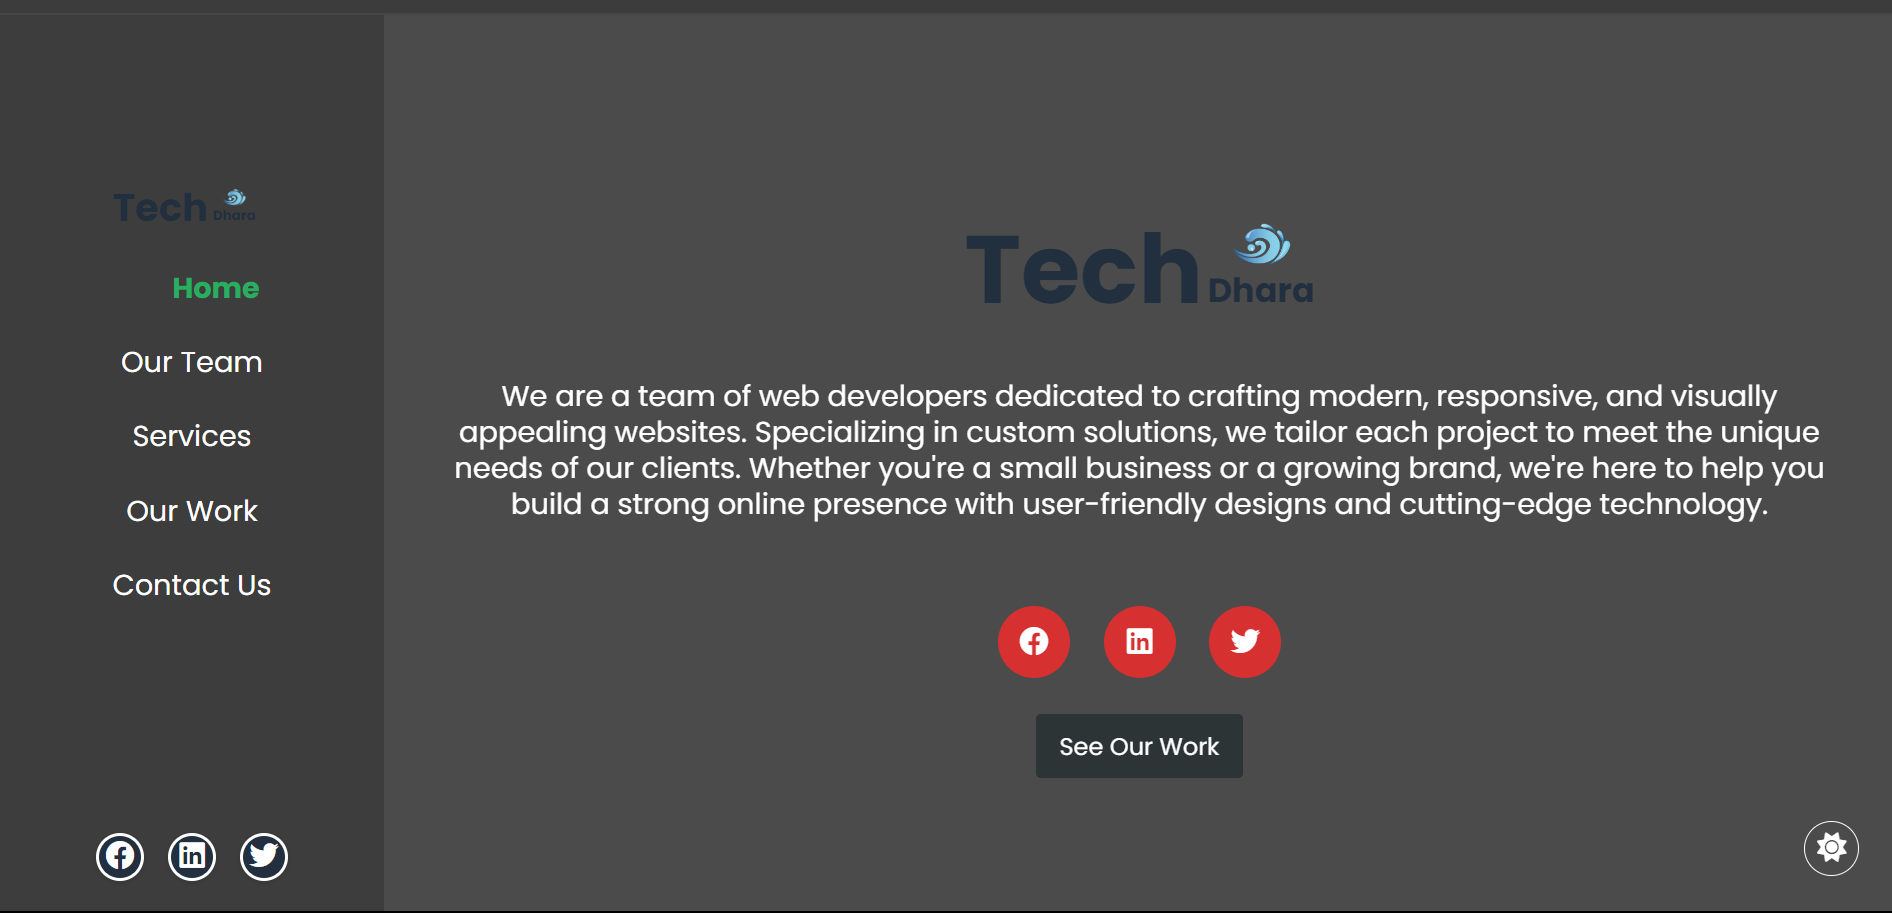 Tech Dhara
Home
Our Team
Services
Our Work
Contact Us
Tech Dhara
We are a team of web developers dedicated to crafting modern, responsive, and visually
appealing websites. Specializing in custom solutions, we tailor each project to meet the unique
needs of our clients. Whether you're a small business or a growing brand, we're here to help you
build a strong online presence with user-friendly designs and cutting-edge technology.
See Our Work